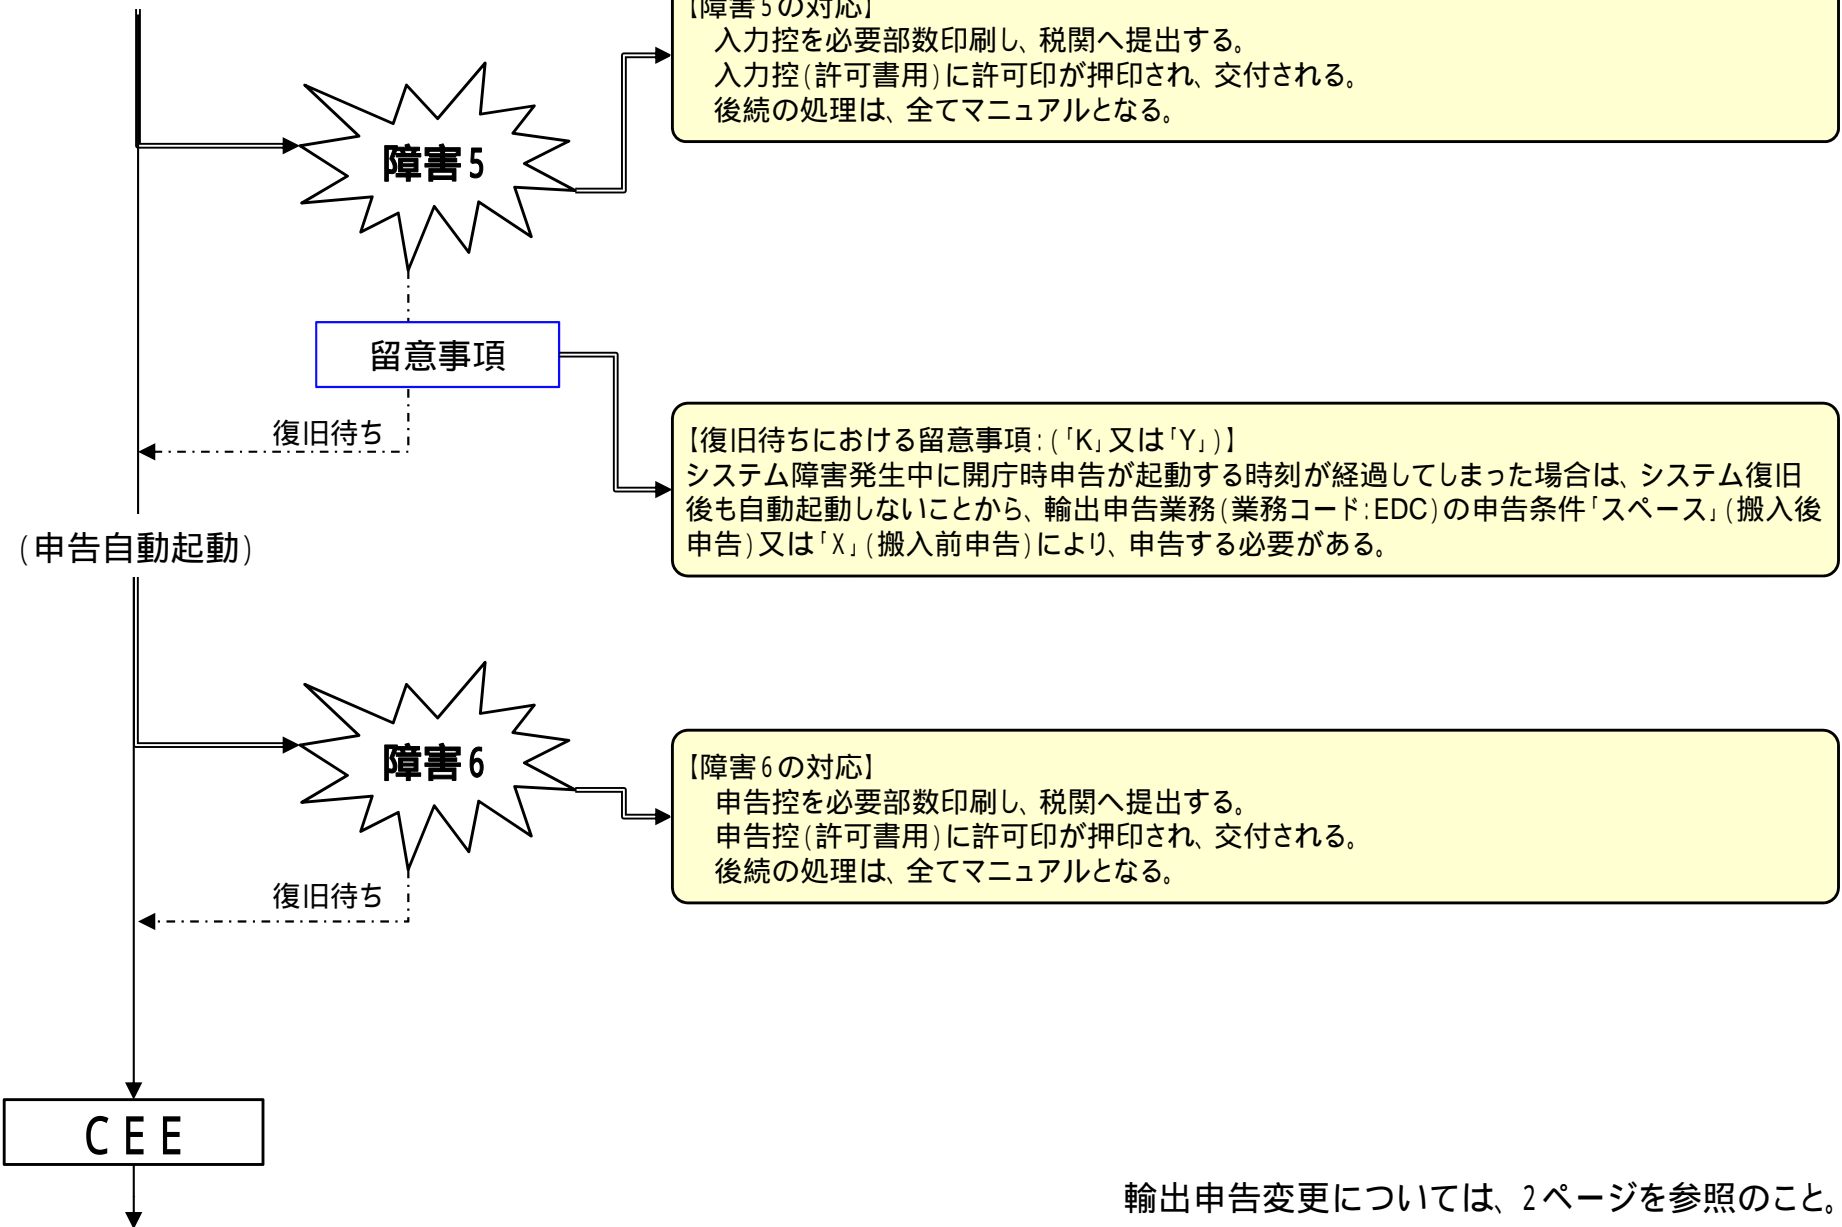 【障害5の対応】
入力控を必要部数印刷し、税関へ提出する。
入力控(許可書用)に許可印が押印され、交付される。
後続の処理は、全てマニュアルとなる。
障害5
留意事項
復旧待ち
【復旧待ちにおける留意事項:(「K」又は「Y」)】
システム障害発生中に開庁時申告が起動する時刻が経過してしまった場合は、システム復旧
後も自動起動しないことから、輸出申告業務(業務コード:EDC)の申告条件「スペース」(搬入後
申告)又は「X」(搬入前申告)により、申告する必要がある。
(申告自動起動)
障害6
【障害6の対応】
申告控を必要部数印刷し、税関へ提出する。
申告控(許可書用)に許可印が押印され、交付される。
後続の処理は、全てマニュアルとなる。
復旧待ち
CEE
輸出申告変更については、2ページを参照のこと。